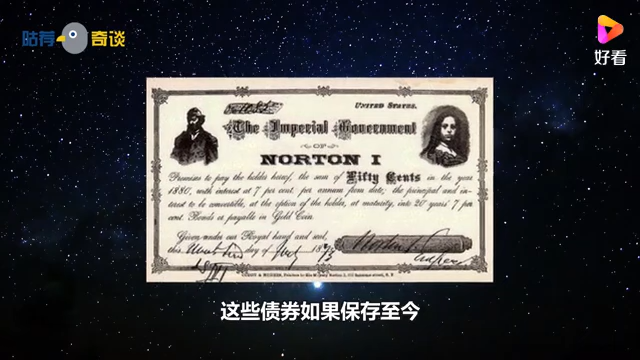 咕荐奇谈
好看
UNITED STATES.
The Imperial Government
OF
NORTON I
Promises to pay the holder hereof, the sum of Fifty Cents in the year
1880, with interest at 7 per cent. per annum from date; the principal and in-
terest to be convertible, at the option of the holder, at maturity, into 20 years' 7 per
cent. Bonds or payable in Gold Coin.
Given under our Royal hand and seal,
this day of
这些债券如果保存至今